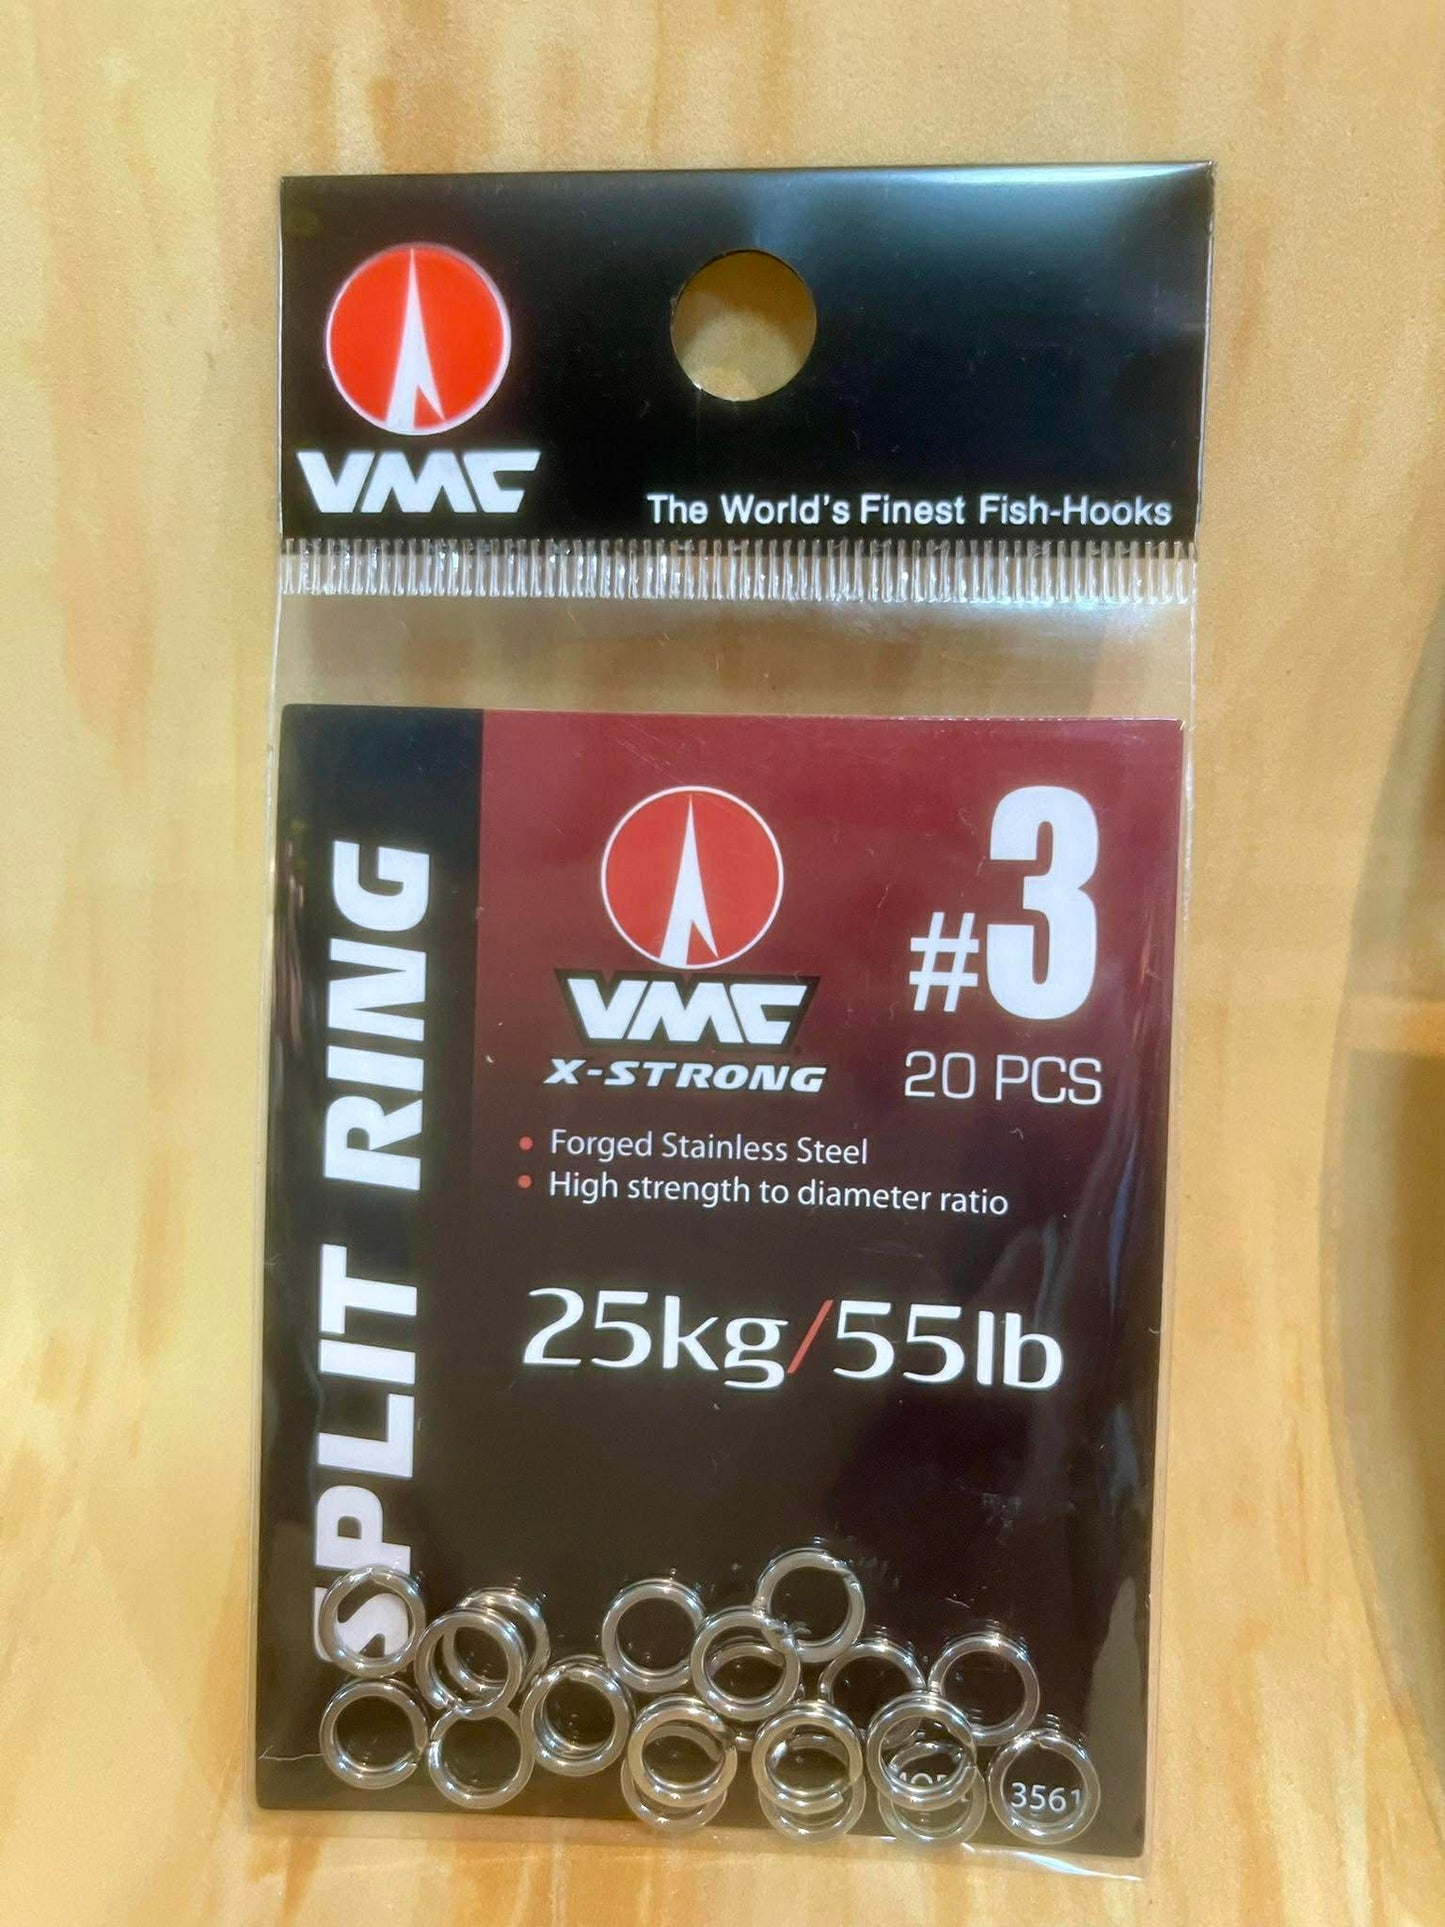 VMC
The World's Finest Fish-Hooks
SPLIT RING
VMC
X-STRONG
#3
20 PCS
• Forged Stainless Steel
• High strength to diameter ratio
25kg/55lb
3561